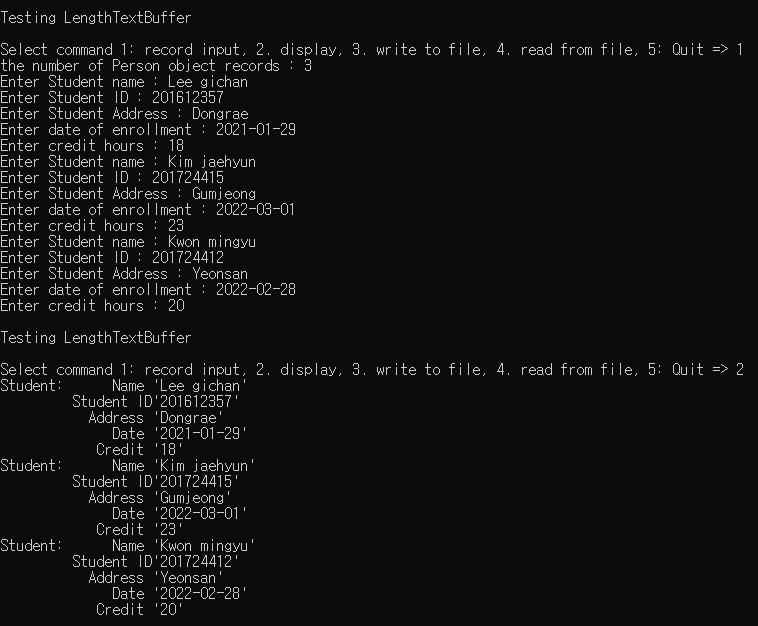 Testing LengthTextBuffer
Select command 1: record input, 2. display, 3. write to file, 4. read from file, 5: Quit => 1
the number of Person object records : 3
Enter Student name : Lee gichan
Enter Student ID : 201612357
Enter Student Address : Dongrae
Enter date of enrollment : 2021-01-29
Enter credit hours : 18
Enter Student name : Kim jaehyun
Enter Student ID : 201724415
Enter Student Address : Gumjeong
Enter date of enrollment : 2022-03-01
Enter credit hours : 23
Enter Student name : Kwon mingyu
Enter Student ID : 201724412
Enter Student Address : Yeonsan
Enter date of enrollment : 2022-02-28
Enter credit hours : 20
Testing LengthTextBuffer
Select command 1: record input, 2. display, 3. write to file, 4. read from file, 5: Quit => 2
Student:      Name 'Lee gichan'
         Student ID'201612357'
           Address 'Dongrae'
              Date '2021-01-29'
            Credit '18'
Student:      Name 'Kim jaehyun'
         Student ID'201724415'
           Address 'Gumjeong'
              Date '2022-03-01'
            Credit '23'
Student:      Name 'Kwon mingyu'
         Student ID'201724412'
           Address 'Yeonsan'
              Date '2022-02-28'
            Credit '20'